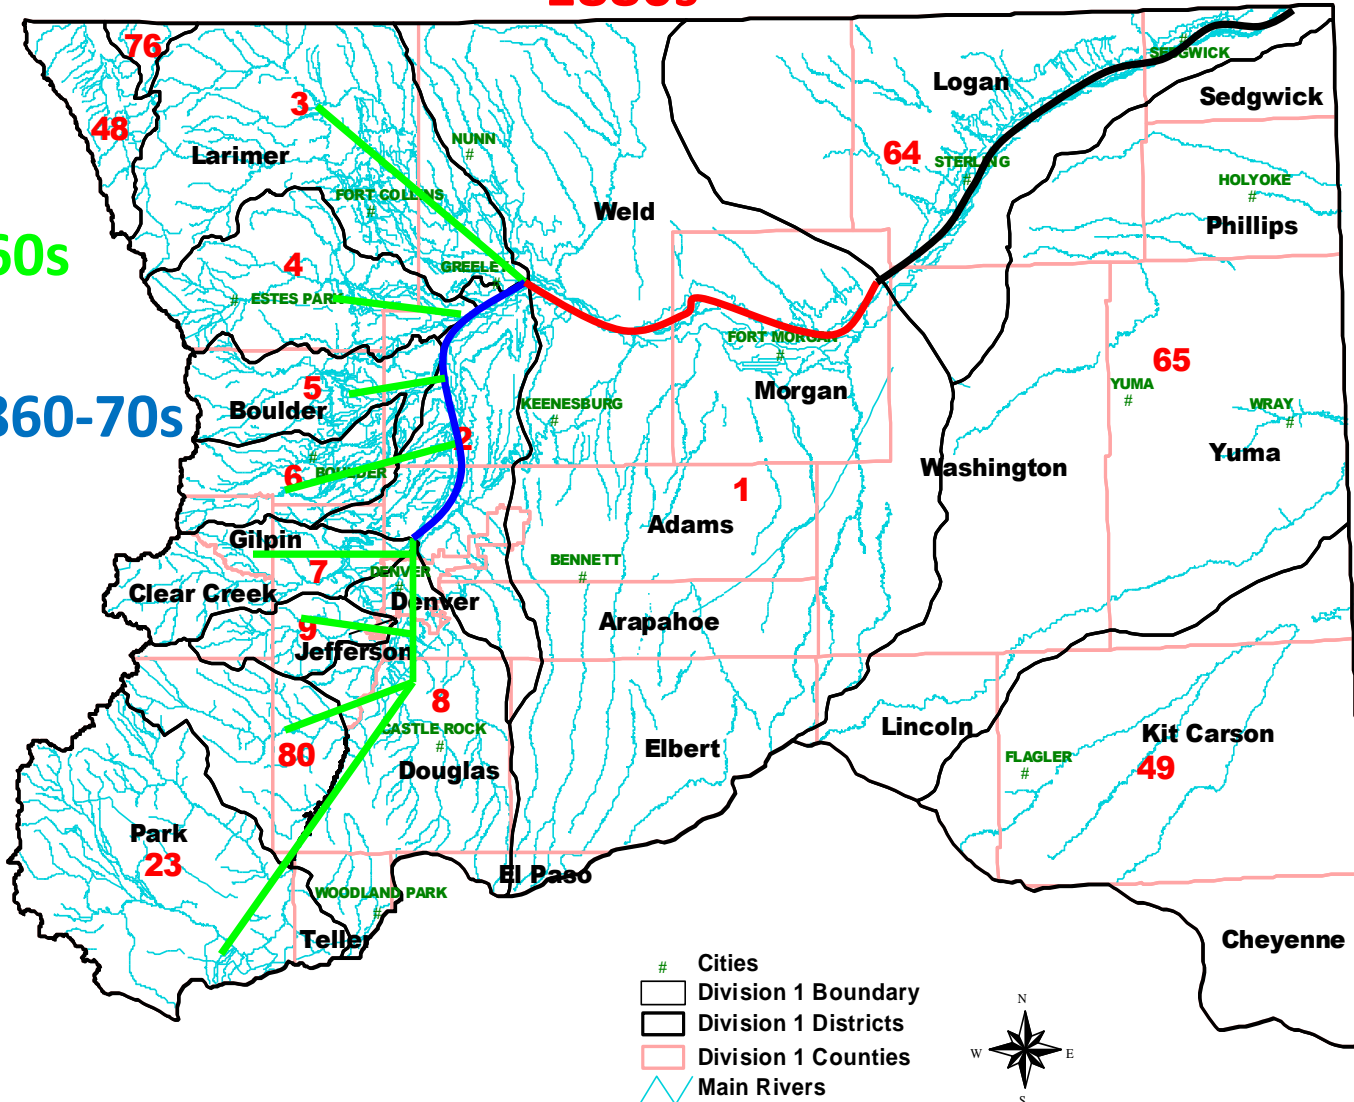 76
SEDGWICK
Logan
Sedgwick
3
48
NUNN
64
STERLING
Larimer
HOLYOKE
FORT COLLINS
Weld
Phillips
60s
4
GREELEY
ESTES PARK
FORT MORGAN
65
5
Boulder
Morgan
YUMA
KEENESBURG
WRAY
860-70s
2
Yuma
6
BOULDER
Washington
1
Adams
Gilpin
BENNETT
7
DENVER
Clear Creek
Denver
Arapahoe
9
Jefferson
8
CASTLE ROCK
Lincoln
80
Elbert
Kit Carson
FLAGLER
49
Douglas
Park
23
El Paso
WOODLAND PARK
Teller
Cheyenne
# Cities
Division 1 Boundary
Division 1 Districts
Division 1 Counties
Main Rivers
N
W
E
S